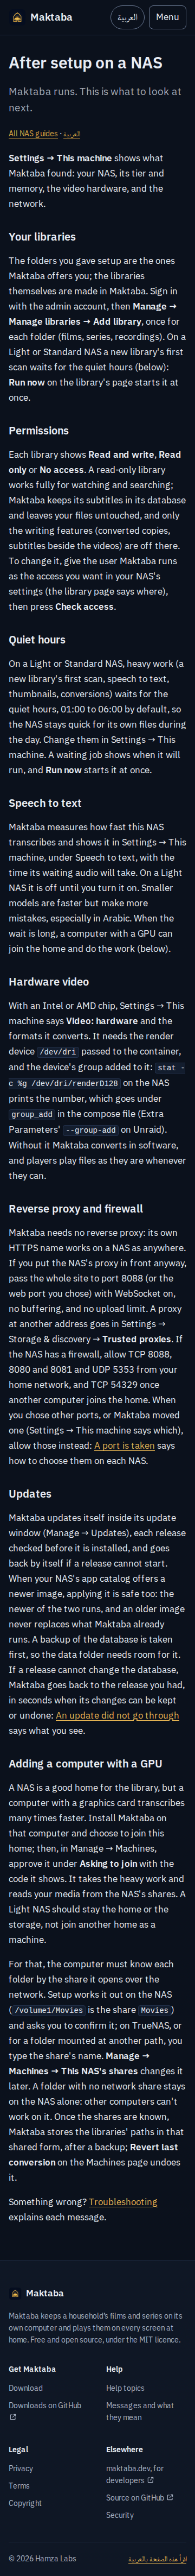 Maktaba
العربية
Menu
After setup on a NAS
Maktaba runs. This is what to look at
next.
All NAS guides · العربية
Settings → This machine shows what
Maktaba found: your NAS, its tier and
memory, the video hardware, and the
network.
Your libraries
The folders you gave setup are the ones
Maktaba offers you; the libraries
themselves are made in Maktaba. Sign in
with the admin account, then Manage →
Manage libraries → Add library, once for
each folder (films, series, recordings). On a
Light or Standard NAS a new library's first
scan waits for the quiet hours (below):
Run now on the library's page starts it at
once.
Permissions
Each library shows Read and write, Read
only or No access. A read-only library
works fully for watching and searching;
Maktaba keeps its subtitles in its database
and leaves your files untouched, and only
the writing features (converted copies,
subtitles beside the videos) are off there.
To change it, give the user Maktaba runs
as the access you want in your NAS's
settings (the library page says where),
then press Check access.
Quiet hours
On a Light or Standard NAS, heavy work (a
new library's first scan, speech to text,
thumbnails, conversions) waits for the
quiet hours, 01:00 to 06:00 by default, so
the NAS stays quick for its own files during
the day. Change them in Settings → This
machine. A waiting job shows when it will
run, and Run now starts it at once.
Speech to text
Maktaba measures how fast this NAS
transcribes and shows it in Settings → This
machine, under Speech to text, with the
time its waiting audio will take. On a Light
NAS it is off until you turn it on. Smaller
models are faster but make more
mistakes, especially in Arabic. When the
wait is long, a computer with a GPU can
join the home and do the work (below).
Hardware video
With an Intel or AMD chip, Settings → This
machine says Video: hardware and the
formats it converts. It needs the render
device /dev/dri passed to the container,
and the device's group added to it: stat -
c %g /dev/dri/renderD128 on the NAS
prints the number, which goes under
group_add in the compose file (Extra
Parameters' --group-add on Unraid).
Without it Maktaba converts in software,
and players play files as they are whenever
they can.
Reverse proxy and firewall
Maktaba needs no reverse proxy: its own
HTTPS name works on a NAS as anywhere.
If you put the NAS's proxy in front anyway,
pass the whole site to port 8088 (or the
web port you chose) with WebSocket on,
no buffering, and no upload limit. A proxy
at another address goes in Settings →
Storage & discovery → Trusted proxies. If
the NAS has a firewall, allow TCP 8088,
8080 and 8081 and UDP 5353 from your
home network, and TCP 54329 once
another computer joins the home. When
you chose other ports, or Maktaba moved
one (Settings → This machine says which),
allow those instead: A port is taken says
how to choose them on each NAS.
Updates
Maktaba updates itself inside its update
window (Manage → Updates), each release
checked before it is installed, and goes
back by itself if a release cannot start.
When your NAS's app catalog offers a
newer image, applying it is safe too: the
newer of the two runs, and an older image
never replaces what Maktaba already
runs. A backup of the database is taken
first, so the data folder needs room for it.
If a release cannot change the database,
Maktaba goes back to the release you had,
in seconds when its changes can be kept
or undone: An update did not go through
says what you see.
Adding a computer with a GPU
A NAS is a good home for the library, but a
computer with a graphics card transcribes
many times faster. Install Maktaba on
that computer and choose to join this
home; then, in Manage → Machines,
approve it under Asking to join with the
code it shows. It takes the heavy work and
reads your media from the NAS's shares. A
Light NAS should stay the home or the
storage, not join another home as a
machine.
For that, the computer must know each
folder by the share it opens over the
network. Setup works it out on the NAS
(/volume1/Movies is the share Movies)
and asks you to confirm it; on TrueNAS, or
for a folder mounted at another path, you
type the share's name. Manage →
Machines → This NAS's shares changes it
later. A folder with no network share stays
on the NAS alone: other computers can't
work on it. Once the shares are known,
Maktaba stores the libraries' paths in that
shared form, after a backup; Revert last
conversion on the Machines page undoes
it.
Something wrong? Troubleshooting
explains each message.
Maktaba
Maktaba keeps a household's films and series on its
own computer and plays them on every screen at
home. Free and open source, under the MIT licence.
Get Maktaba
Download
Downloads on GitHub
Help
Help topics
Messages and what
they mean
Legal
Privacy
Terms
Copyright
Elsewhere
maktaba.dev, for
developers
Source on GitHub
Security
© 2026 Hamza Labs
اقرأ هذه الصفحة بالعربية